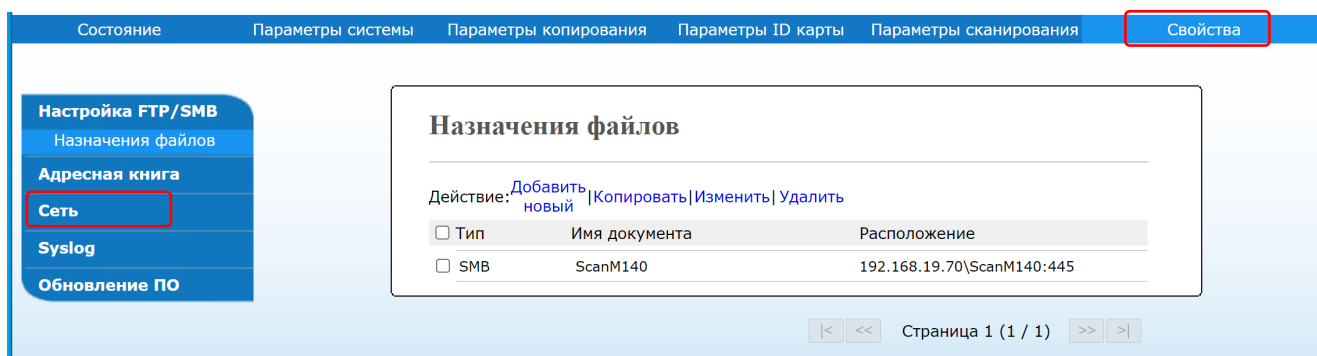 Состояние Параметры системы Параметры копирования Параметры ID карты Параметры сканирования Свойства
Настройка FTP/SMB
Назначения файлов
Адресная книга
Сеть
Syslog
Обновление ПО
Назначения файлов
Действие: Добавить новый |Копировать|Изменить| Удалить
Тип Имя документа Расположение
SMB ScanM140 192.168.19.70\ScanM140:445
|< << Страница 1 (1 / 1) >> >|